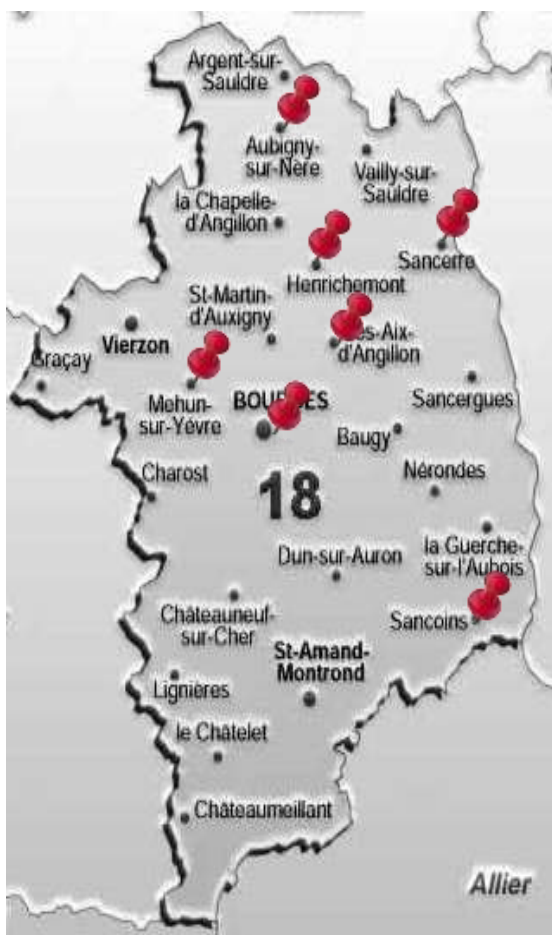 Argent-sur-
Sauldre
Aubigny-
sur-Nère
Vailly-sur-
Sauldre
la Chapelle-
d'Angillon
Sancerre
Henrichemont
St-Martin-
d'Auxigny
Vierzon
d'Angillon
Graçay
Mehun-
sur-Yèvre
Sancergues
Baugy
Charost
Nérondes
18
la Guerche-
sur-l'Aubois
Dun-sur-Auron
Châteauneuf-
sur-Cher
Sancoins
St-Amand-
Montrond
Lignières
le Châtelet
Châteaumeillant
Allier